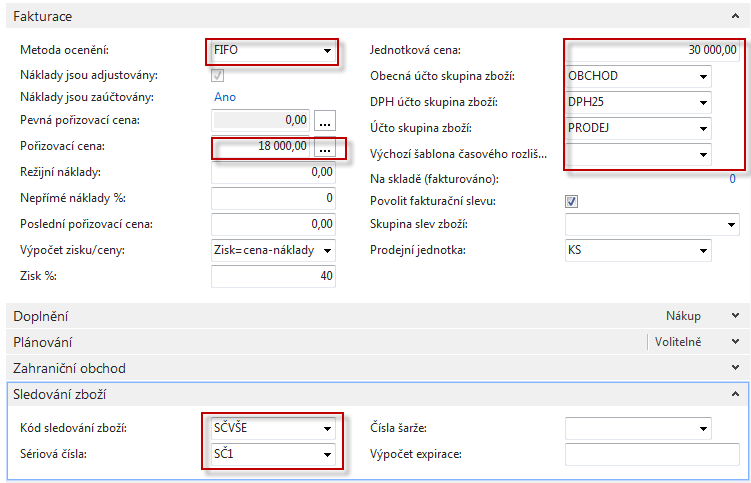 Fakturace
Metoda ocenění: FIFO
Náklady jsou adjustovány:
Náklady jsou zaúčtovány: Ano
Pevná pořizovací cena: 0,00 ...
Pořizovací cena: 18 000,00 ...
Režijní náklady: 0,00
Nepřímé náklady %: 0
Poslední pořizovací cena: 0,00
Výpočet zisku/ceny: Zisk=cena-náklady
Zisk %: 40
Jednotková cena: 30 000,00
Obecná účto skupina zboží: OBCHOD
DPH účto skupina zboží: DPH25
Účto skupina zboží: PRODEJ
Výchozí šablona časového rozliš...
Na skladě (fakturováno): 0
Povolit fakturační slevu:
Skupina slev zboží:
Prodejní jednotka: KS
Doplnění Nákup
Plánování Volitelně
Zahraniční obchod
Sledování zboží
Kód sledování zboží: SČVŠE
Sériová čísla: SČ1
Čísla šarže:
Výpočet expirace: